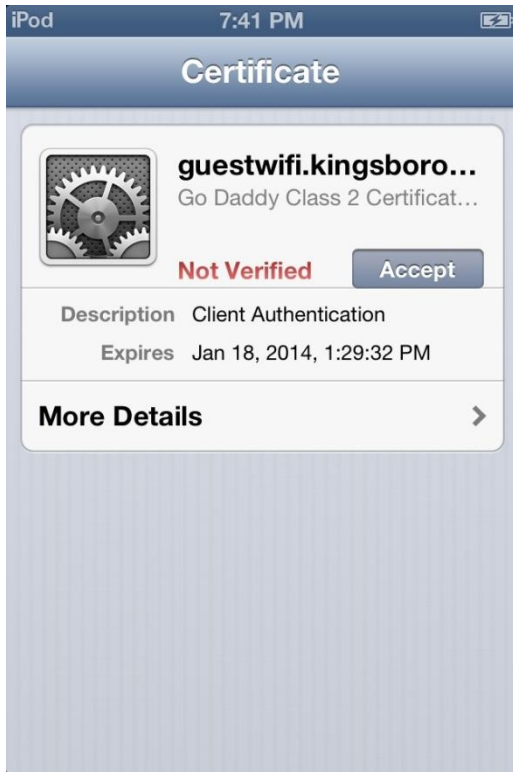 iPod 7:41 PM
Certificate
guestwifi.kingsboro...
Go Daddy Class 2 Certificat...
Not Verified Accept
Description Client Authentication
Expires Jan 18, 2014, 1:29:32 PM
More Details